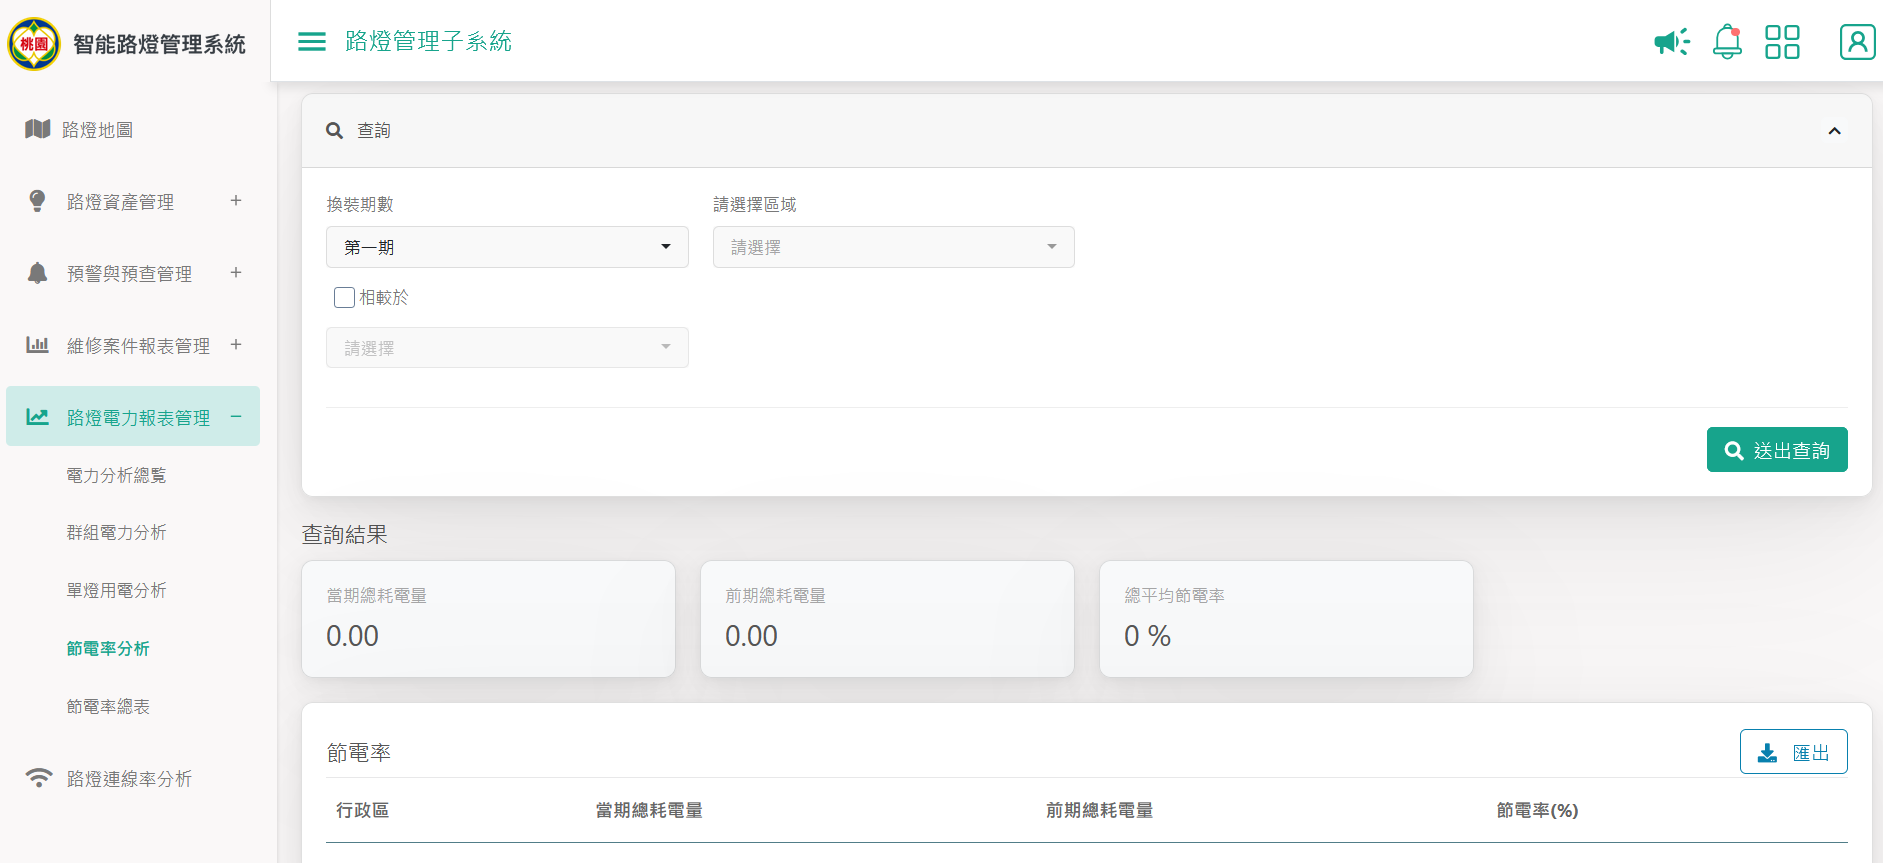 桃園
智能路燈管理系統
路燈管理子系統
路燈地圖
路燈資產管理 +
預警與預查管理 +
維修案件報表管理 +
路燈電力報表管理 −
電力分析總覧
群組電力分析
單燈用電分析
節電率分析
節電率總表
路燈連線率分析
查詢
換裝期數
請選擇區域
第一期
請選擇
相較於
請選擇
送出查詢
查詢結果
當期總耗電量
0.00
前期總耗電量
0.00
總平均節電率
0 %
節電率
匯出
行政區 當期總耗電量 前期總耗電量 節電率(%)